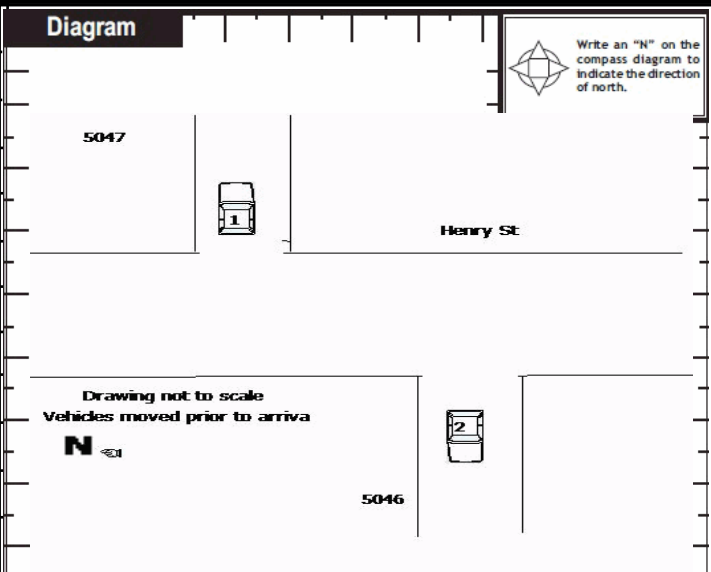 Diagram
Write an “N” on the
compass diagram to
indicate the direction
of north.
5047
1
Henry St
Drawing not to scale
Vehicles moved prior to arriva
N
2
5046